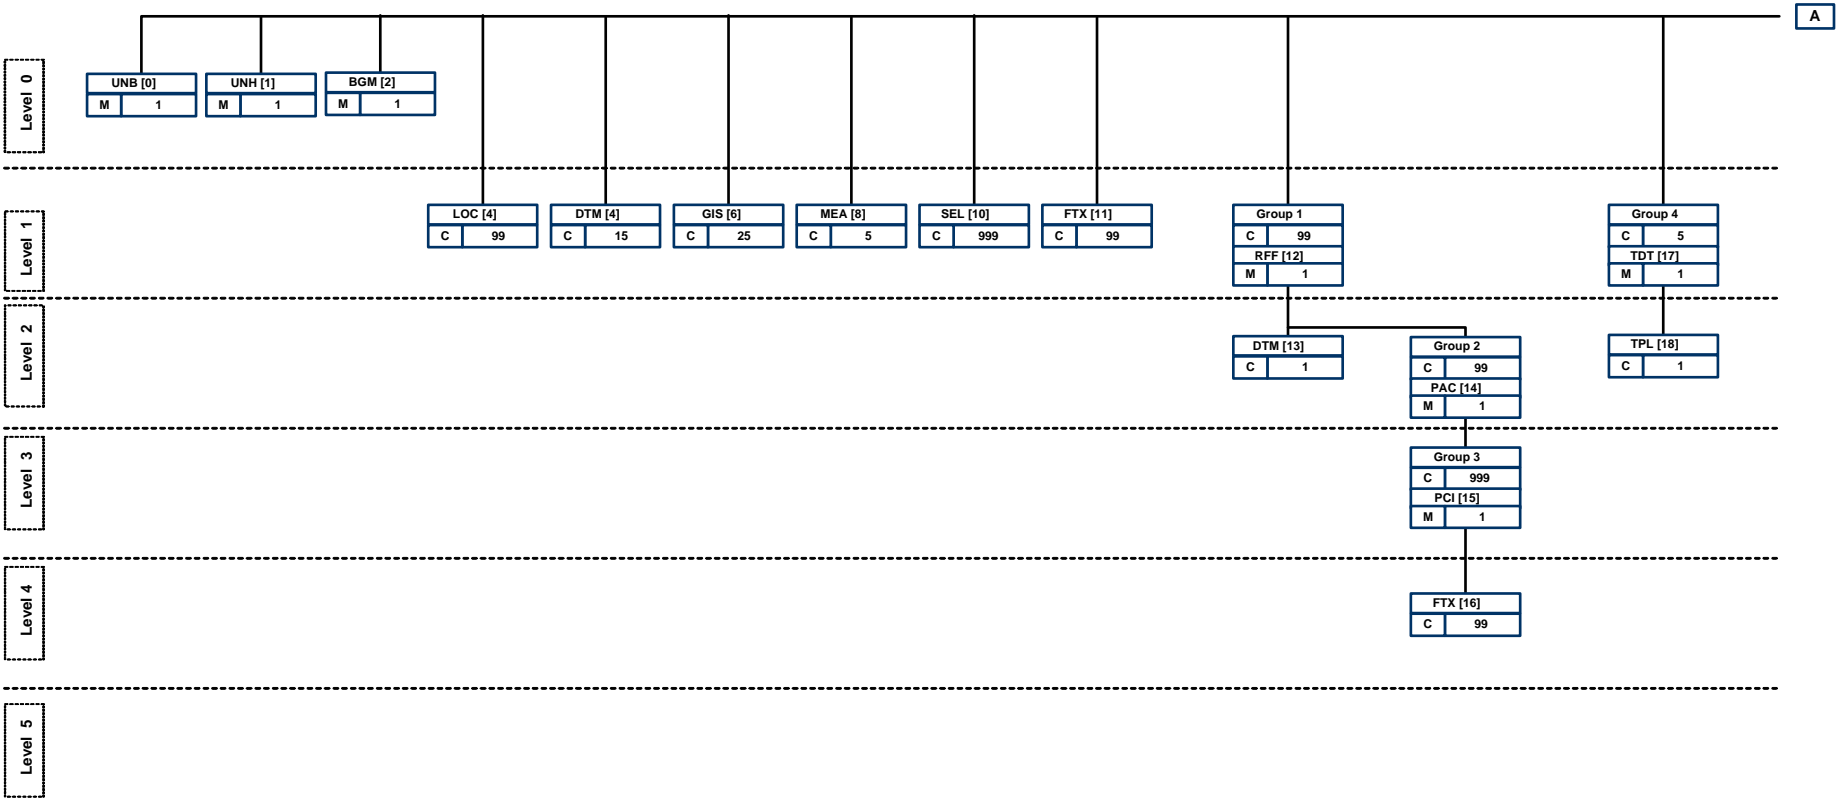 A
Level 0
UNB [0] UNH [1] BGM [2]
M 1 M 1 M 1
Level 1
LOC [4] DTM [4] GIS [6] MEA [8] SEL [10] FTX [11] Group 1 Group 4
C 99 C 15 C 25 C 5 C 999 C 99 C 99 C 5
RFF [12] TDT [17]
M 1 M 1
Level 2
DTM [13] Group 2 TPL [18]
C 1 C 99 C 1
PAC [14]
M 1
Level 3
Group 3
C 999
PCI [15]
M 1
Level 4
FTX [16]
C 99
Level 5